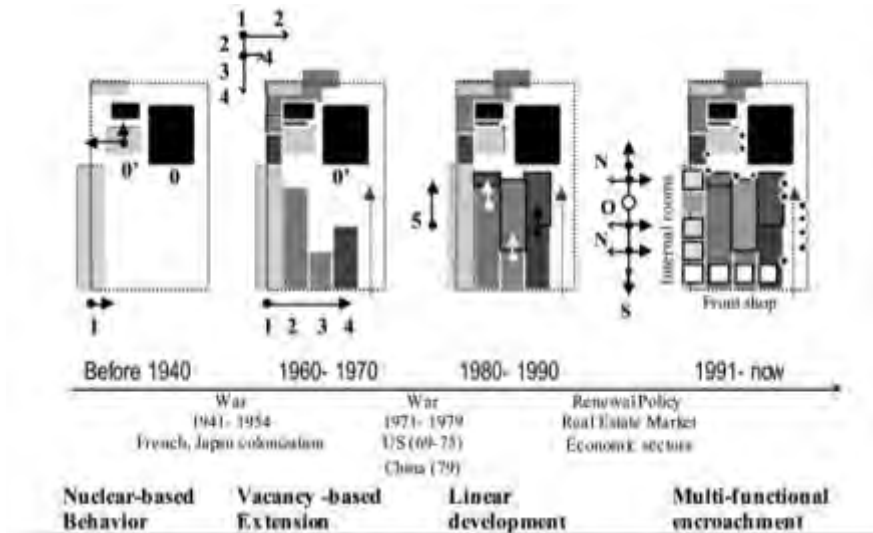 1 2
2
4
3
4
0' 0
0'
5
N
O
N
S
Internal rooms
Front shop
1
1 2 3 4
Before 1940 1960- 1970 1980- 1990 1991- now
War War Renewal Policy
1941- 1954 1971- 1979 Real Estate Market
French, Japan colonization US (69-75) Economic sectors
China (79)
Nuclear-based Vacancy -based Linear Multi-functional
Behavior Extension development encroachment